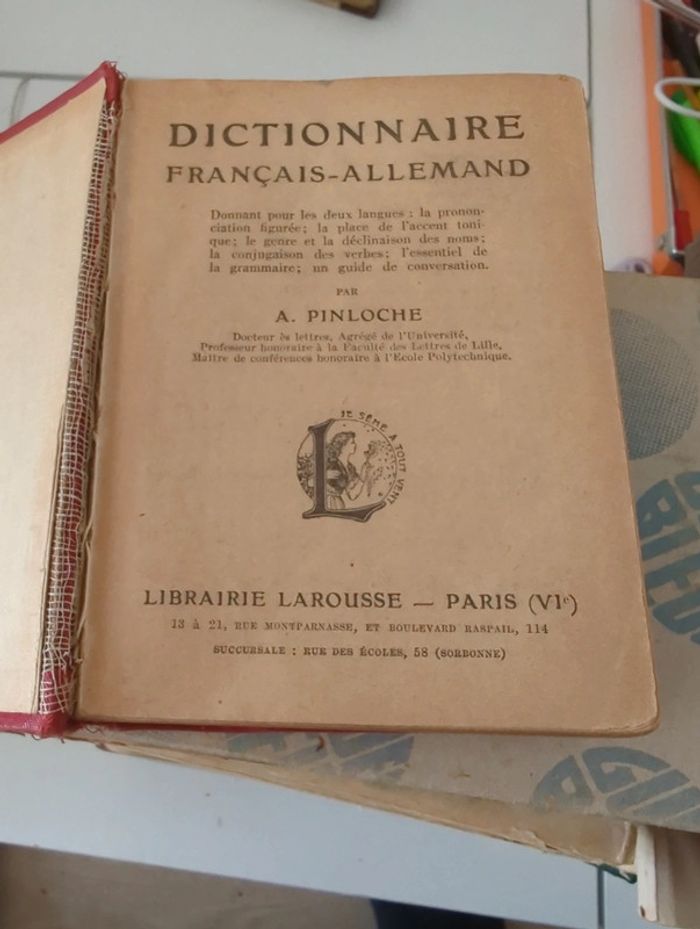 DICTIONNAIRE
FRANÇAIS-ALLEMAND
Donnant pour les deux langues : la pronon-
ciation figurée; la place de l'accent toni-
que; le genre et la déclinaison des noms;
la conjugaison des verbes; l'essentiel de
la grammaire; un guide de conversation.
PAR
A. PINLOCHE
Docteur ès lettres, Agrégé de l'Université,
Professeur honoraire à la Faculté des Lettres de Lille,
Maître de conférences honoraire à l'École Polytechnique.
JE SÈME À TOUT VENT
LIBRAIRIE LAROUSSE — PARIS (VIᵉ)
13 à 21, RUE MONTPARNASSE, ET BOULEVARD RASPAIL, 114
SUCCURSALE : RUE DES ÉCOLES, 58 (SORBONNE)